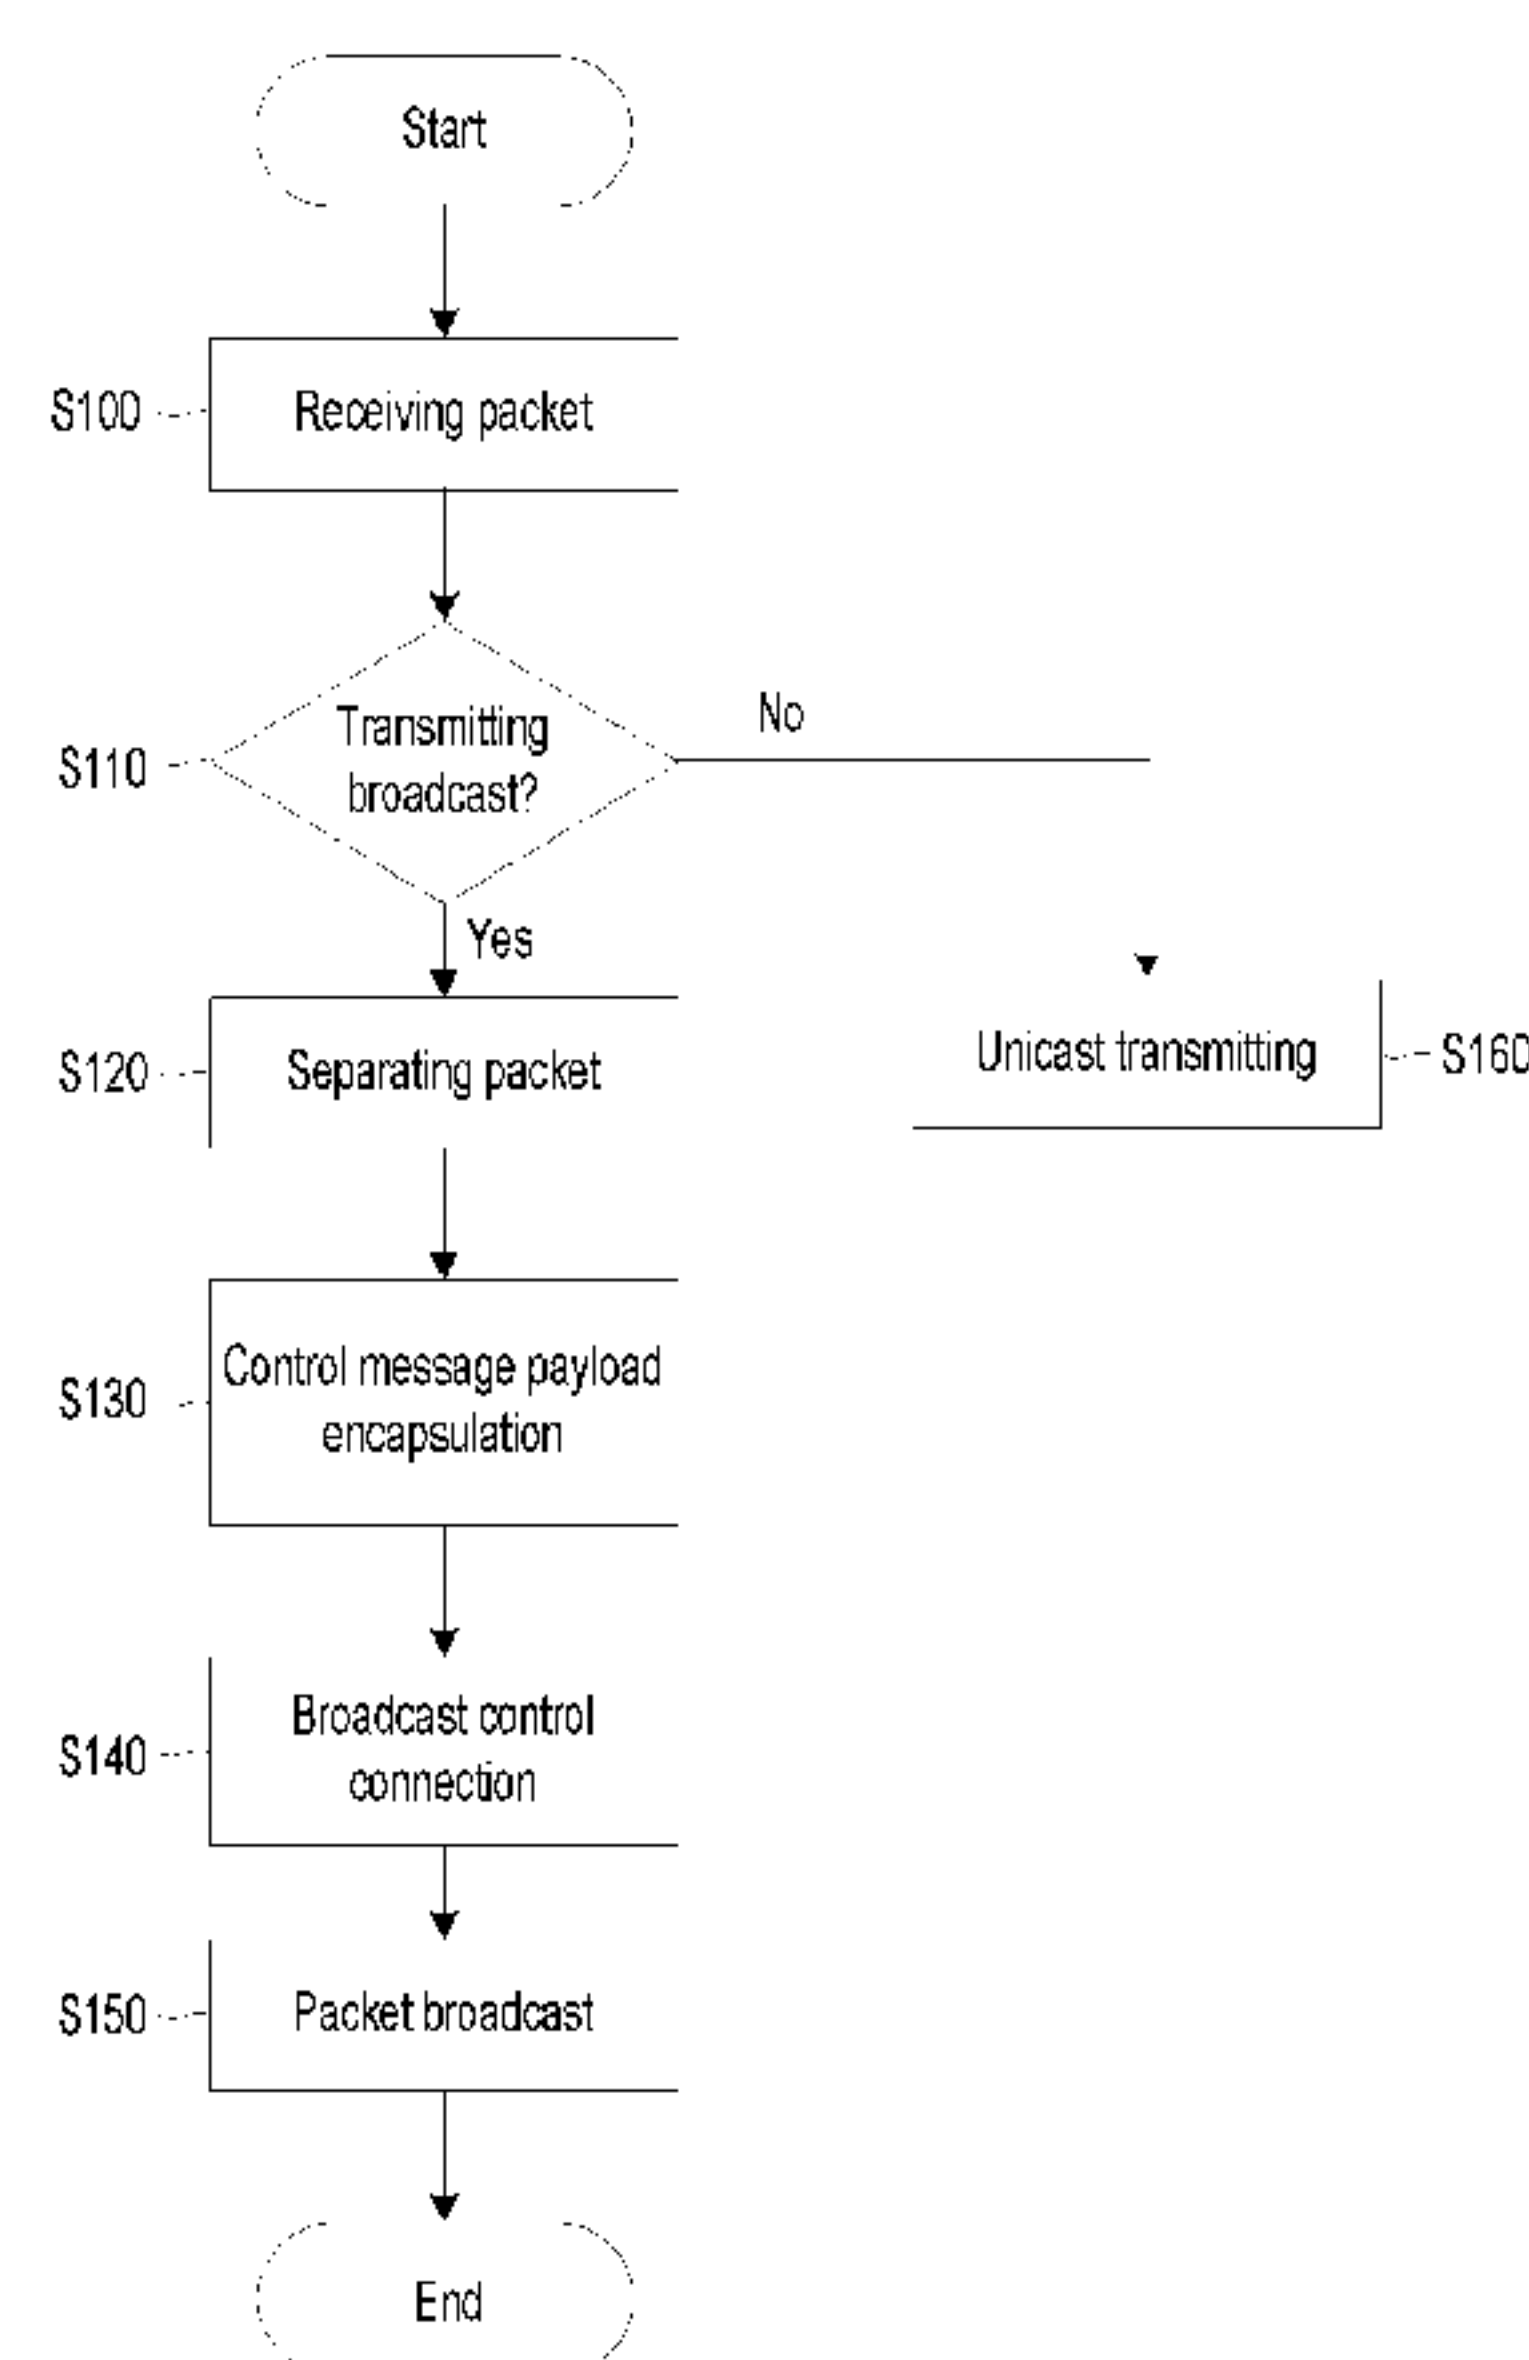 Start
S100
Receiving packet
No
S110
Transmitting
broadcast?
Yes
S120
Separating packet
Unicast transmitting
S160
S130
Control message payload
encapsulation
S140
Broadcast control
connection
S150
Packet broadcast
End